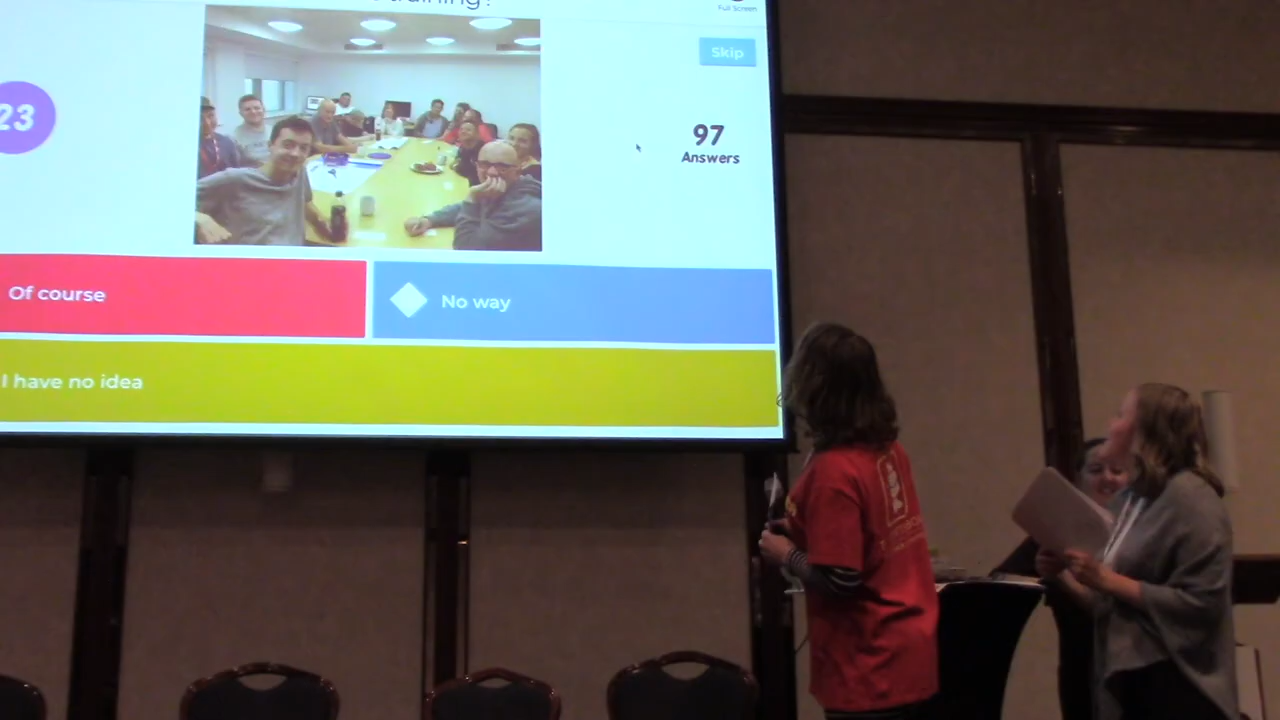 training?
Full Screen
Skip
23
97
Answers
Of course
No way
I have no idea